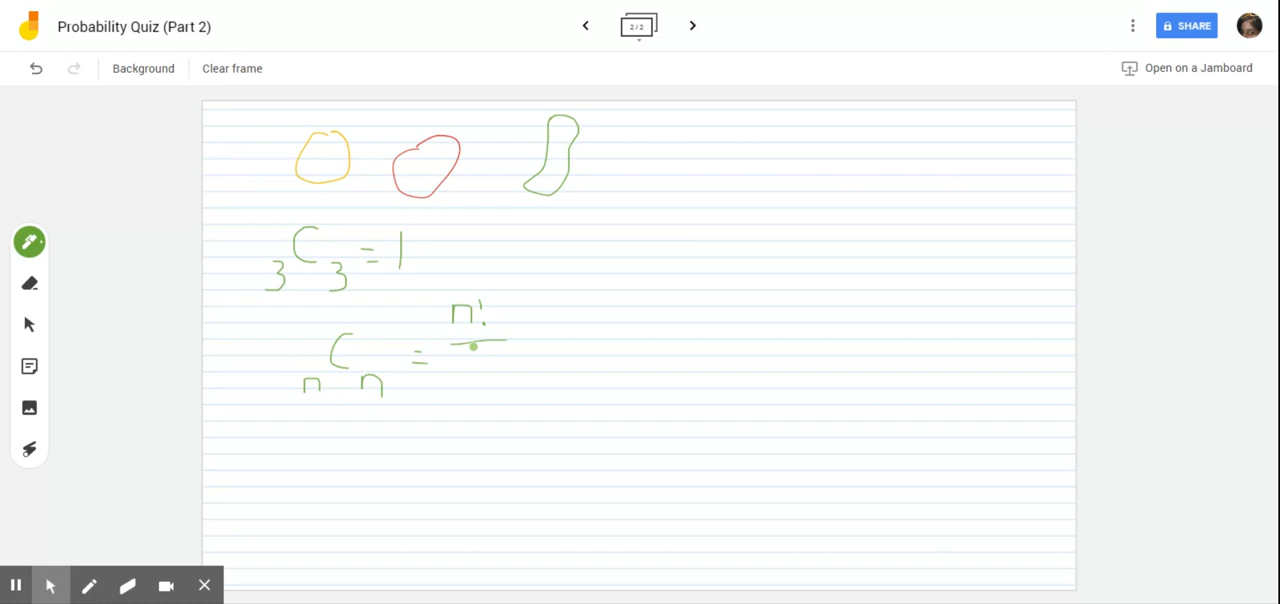 Probability Quiz (Part 2)
2 / 2
SHARE
Background
Clear frame
Open on a Jamboard
3C3 = 1
nCn = n!